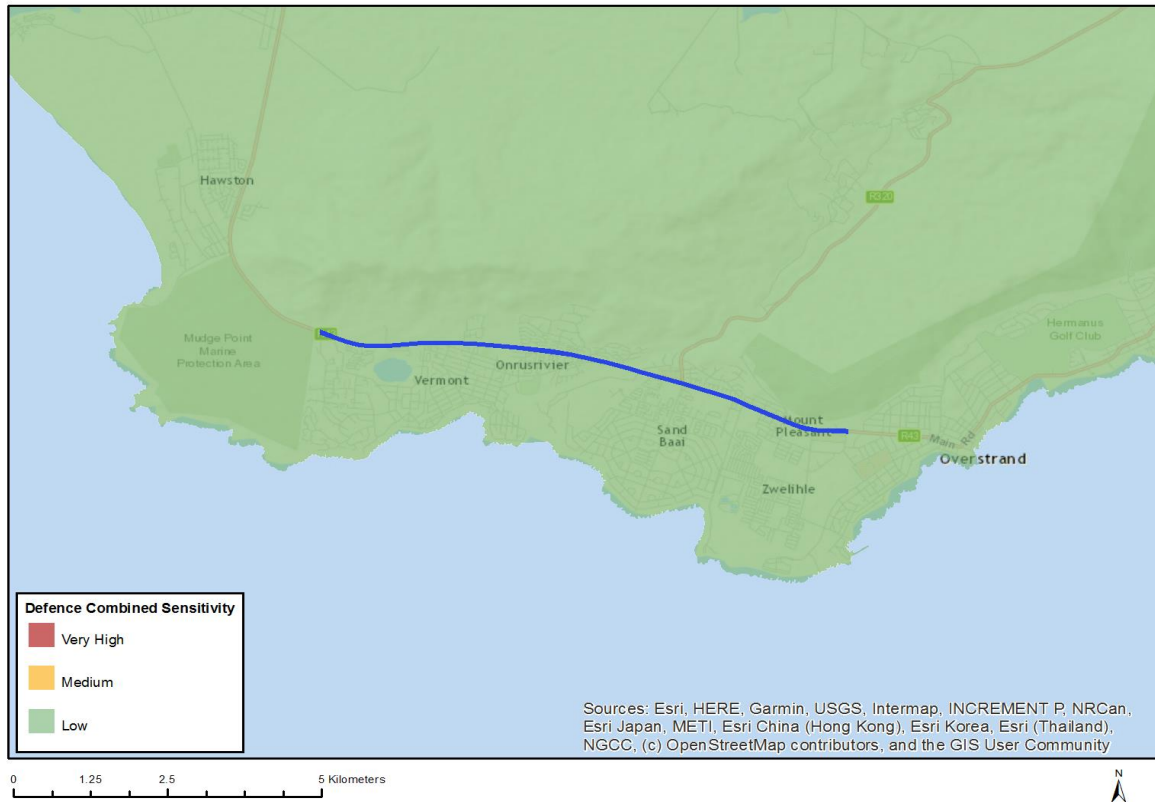 Hawston
R320
Mudge Point
Marine
Protection Area
Hermanus
Golf Club
Onrusrivier
Vermont
Mount
Pleasant
Sand
Baai
R43
Main Rd
Overstrand
Zwelihle
Defence Combined Sensitivity
Very High
Medium
Low
Sources: Esri, HERE, Garmin, USGS, Intermap, INCREMENT P, NRCan,
Esri Japan, METI, Esri China (Hong Kong), Esri Korea, Esri (Thailand),
NGCC, (c) OpenStreetMap contributors, and the GIS User Community
0 1.25 2.5 5 Kilometers
N